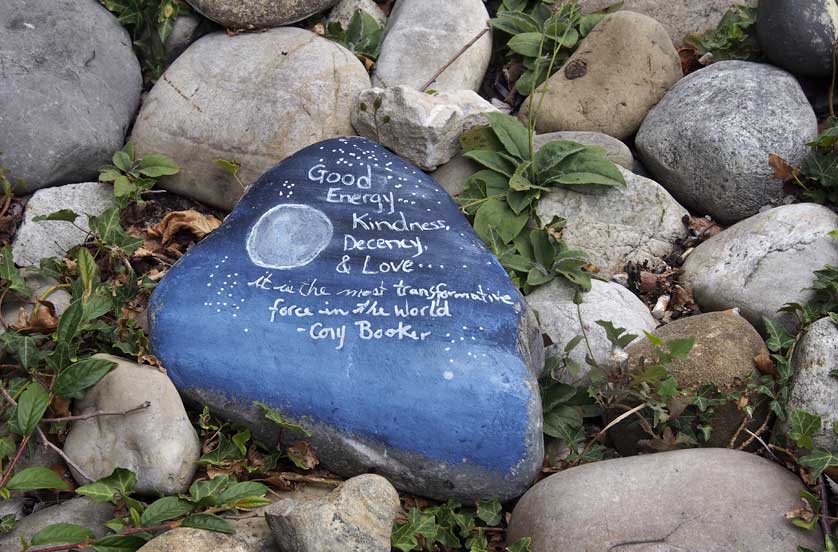 Good
Energy...
Kindness,
Decency,
& Love...
it is the most transformative
force in the World
-Cory Booker